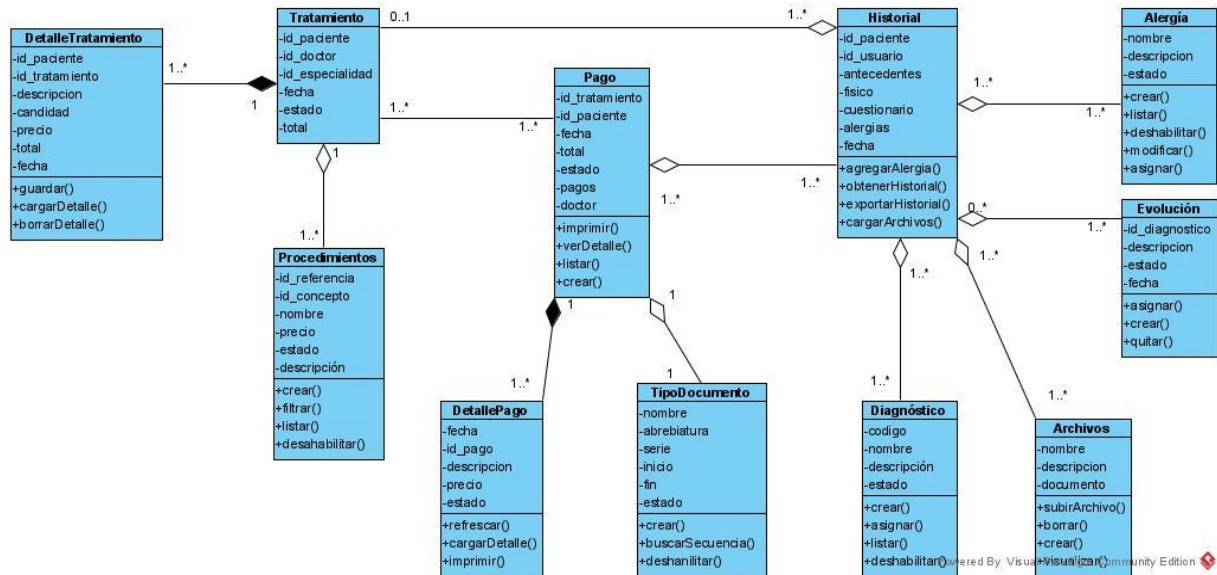 DetalleTratamiento
-id_paciente
-id_tratamiento
-descripcion
-candidad
-precio
-total
-fecha
+guardar()
+cargarDetalle()
+borrarDetalle()
1..*
1
Tratamiento
-id_paciente
-id_doctor
-id_especialidad
-fecha
-estado
-total
0..1
1..*
1..*
1..*
1
1..*
Procedimientos
-id_referencia
-id_concepto
-nombre
-precio
-estado
-descripción
+crear()
+filtrar()
+listar()
+desahabilitar()
Pago
-id_tratamiento
-id_paciente
-fecha
-total
-estado
-pagos
-doctor
+imprimir()
+verDetalle()
+listar()
+crear()
1..*
1..*
1
1..*
1
1
DetallePago
-fecha
-id_pago
-descripcion
-precio
-estado
+refrescar()
+cargarDetalle()
+imprimir()
TipoDocumento
-nombre
-abrebiatura
-serie
-inicio
-fin
-estado
+crear()
+buscarSecuencia()
+deshanilitar()
Historial
-id_paciente
-id_usuario
-antecedentes
-fisico
-cuestionario
-alergias
-fecha
+agregarAlergia()
+obtenerHistorial()
+exportarHistorial()
+cargarArchivos()
1..*
1..*
0..*
1..*
1..*
1..*
1..*
1..*
Alergía
-nombre
-descripcion
-estado
+crear()
+listar()
+deshabilitar()
+modificar()
+asignar()
Evolución
-id_diagnostico
-descripcion
-estado
-fecha
+asignar()
+crear()
+quitar()
Diagnóstico
-codigo
-nombre
-descripción
-estado
+crear()
+asignar()
+listar()
+deshabilitar()
Archivos
-nombre
-descripcion
-documento
+subirArchivo()
+borrar()
+crear()
+visualizar()
Powered By Visual Paradigm Community Edition